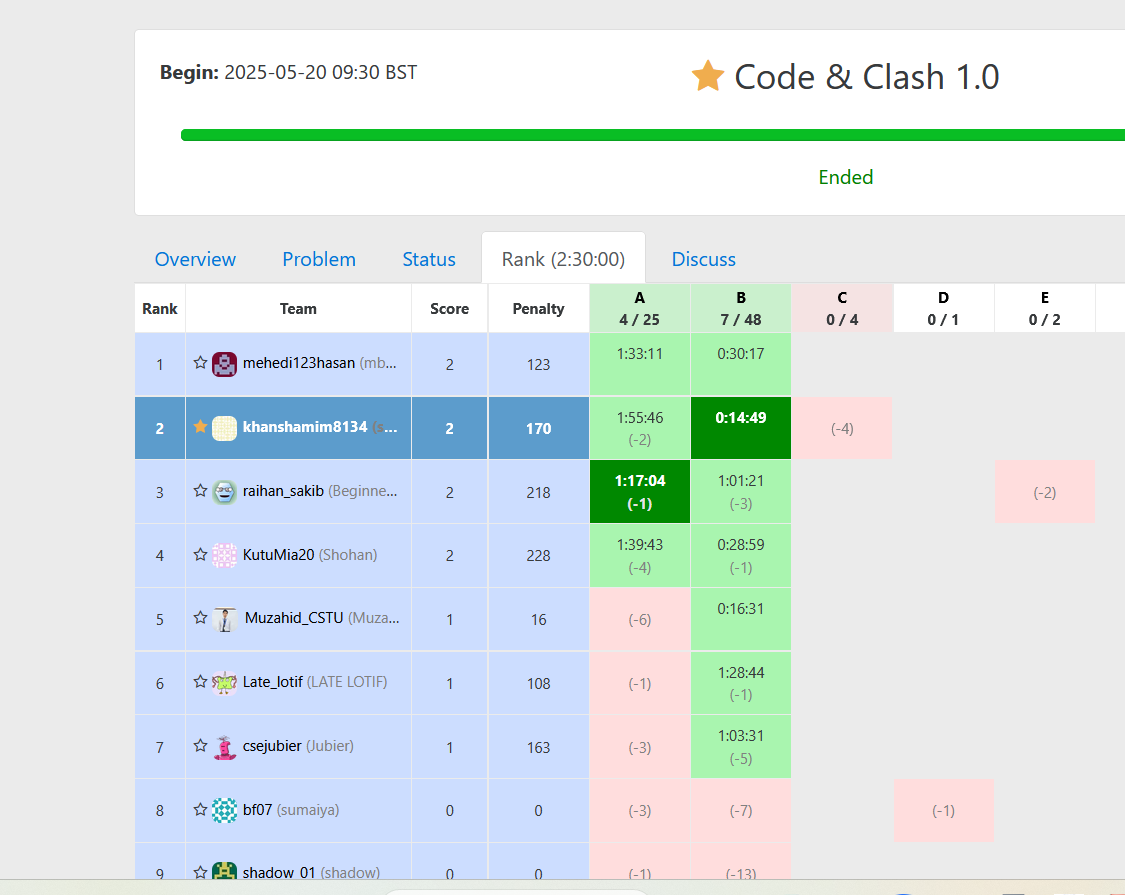 Begin: 2025-05-20 09:30 BST
Code & Clash 1.0
Ended
Overview Problem Status Rank (2:30:00) Discuss
Rank Team Score Penalty A B C D E
4 / 25 7 / 48 0 / 4 0 / 1 0 / 2
1 mehedi123hasan (mb... 2 123 1:33:11 0:30:17
2 khanshamim8134 (s... 2 170 1:55:46 0:14:49
(-2) (-4)
3 raihan_sakib (Beginne... 2 218 1:17:04 1:01:21
(-1) (-3) (-2)
4 KutuMia20 (Shohan) 2 228 1:39:43 0:28:59
(-4) (-1)
5 Muzahid_CSTU (Muza... 1 16 (-6) 0:16:31
6 Late_lotif (LATE LOTIF) 1 108 (-1) 1:28:44
(-1)
7 csejubier (Jubier) 1 163 (-3) 1:03:31
(-5)
8 bf07 (sumaiya) 0 0 (-3) (-7) (-1)
9 shadow_01 (shadow) 0 0 (-1) (-13)